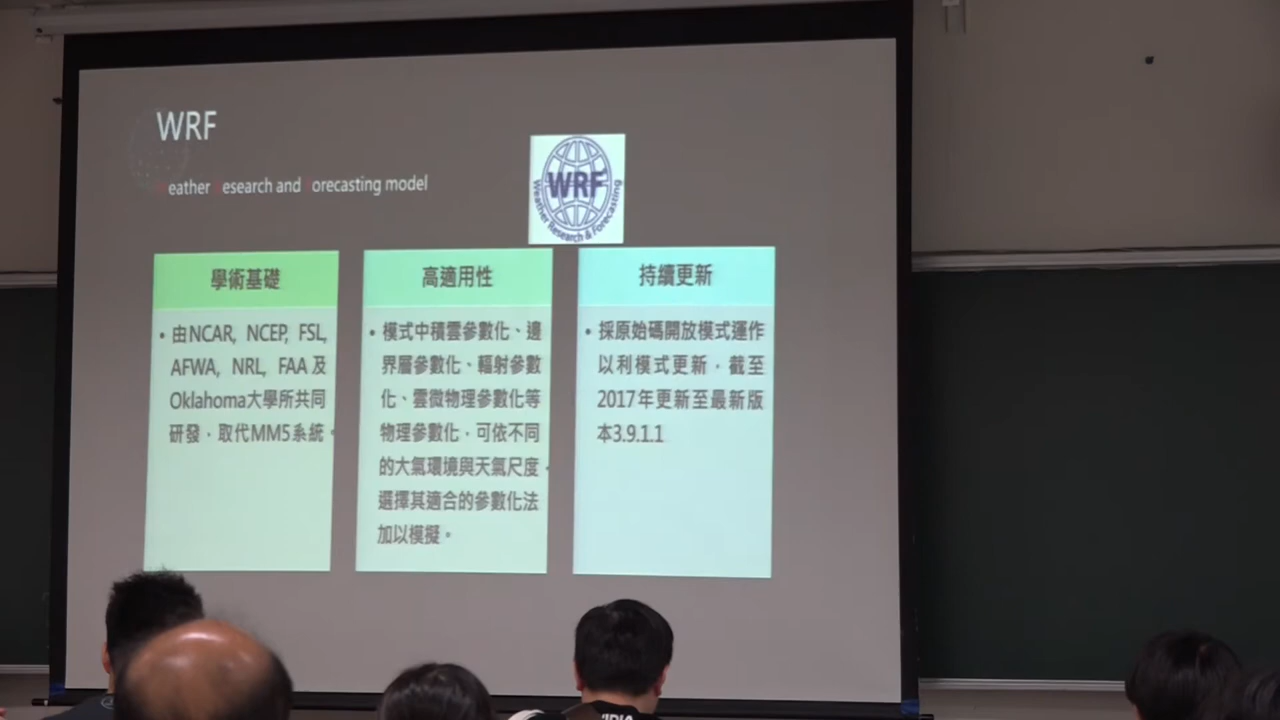 WRF
Weather Research and Forecasting model
WRF
Weather Research & Forecasting
學術基礎
• 由NCAR, NCEP, FSL,
AFWA, NRL, FAA及
Oklahoma大學所共同
研發，取代MM5系統。
高適用性
• 模式中積雲參數化、邊
界層參數化、輻射參數
化、雲微物理參數化等
物理參數化，可依不同
的大氣環境與天氣尺度，
選擇其適合的參數化法
加以模擬。
持續更新
• 採原始碼開放模式運作
以利模式更新，截至
2017年更新至最新版
本3.9.1.1